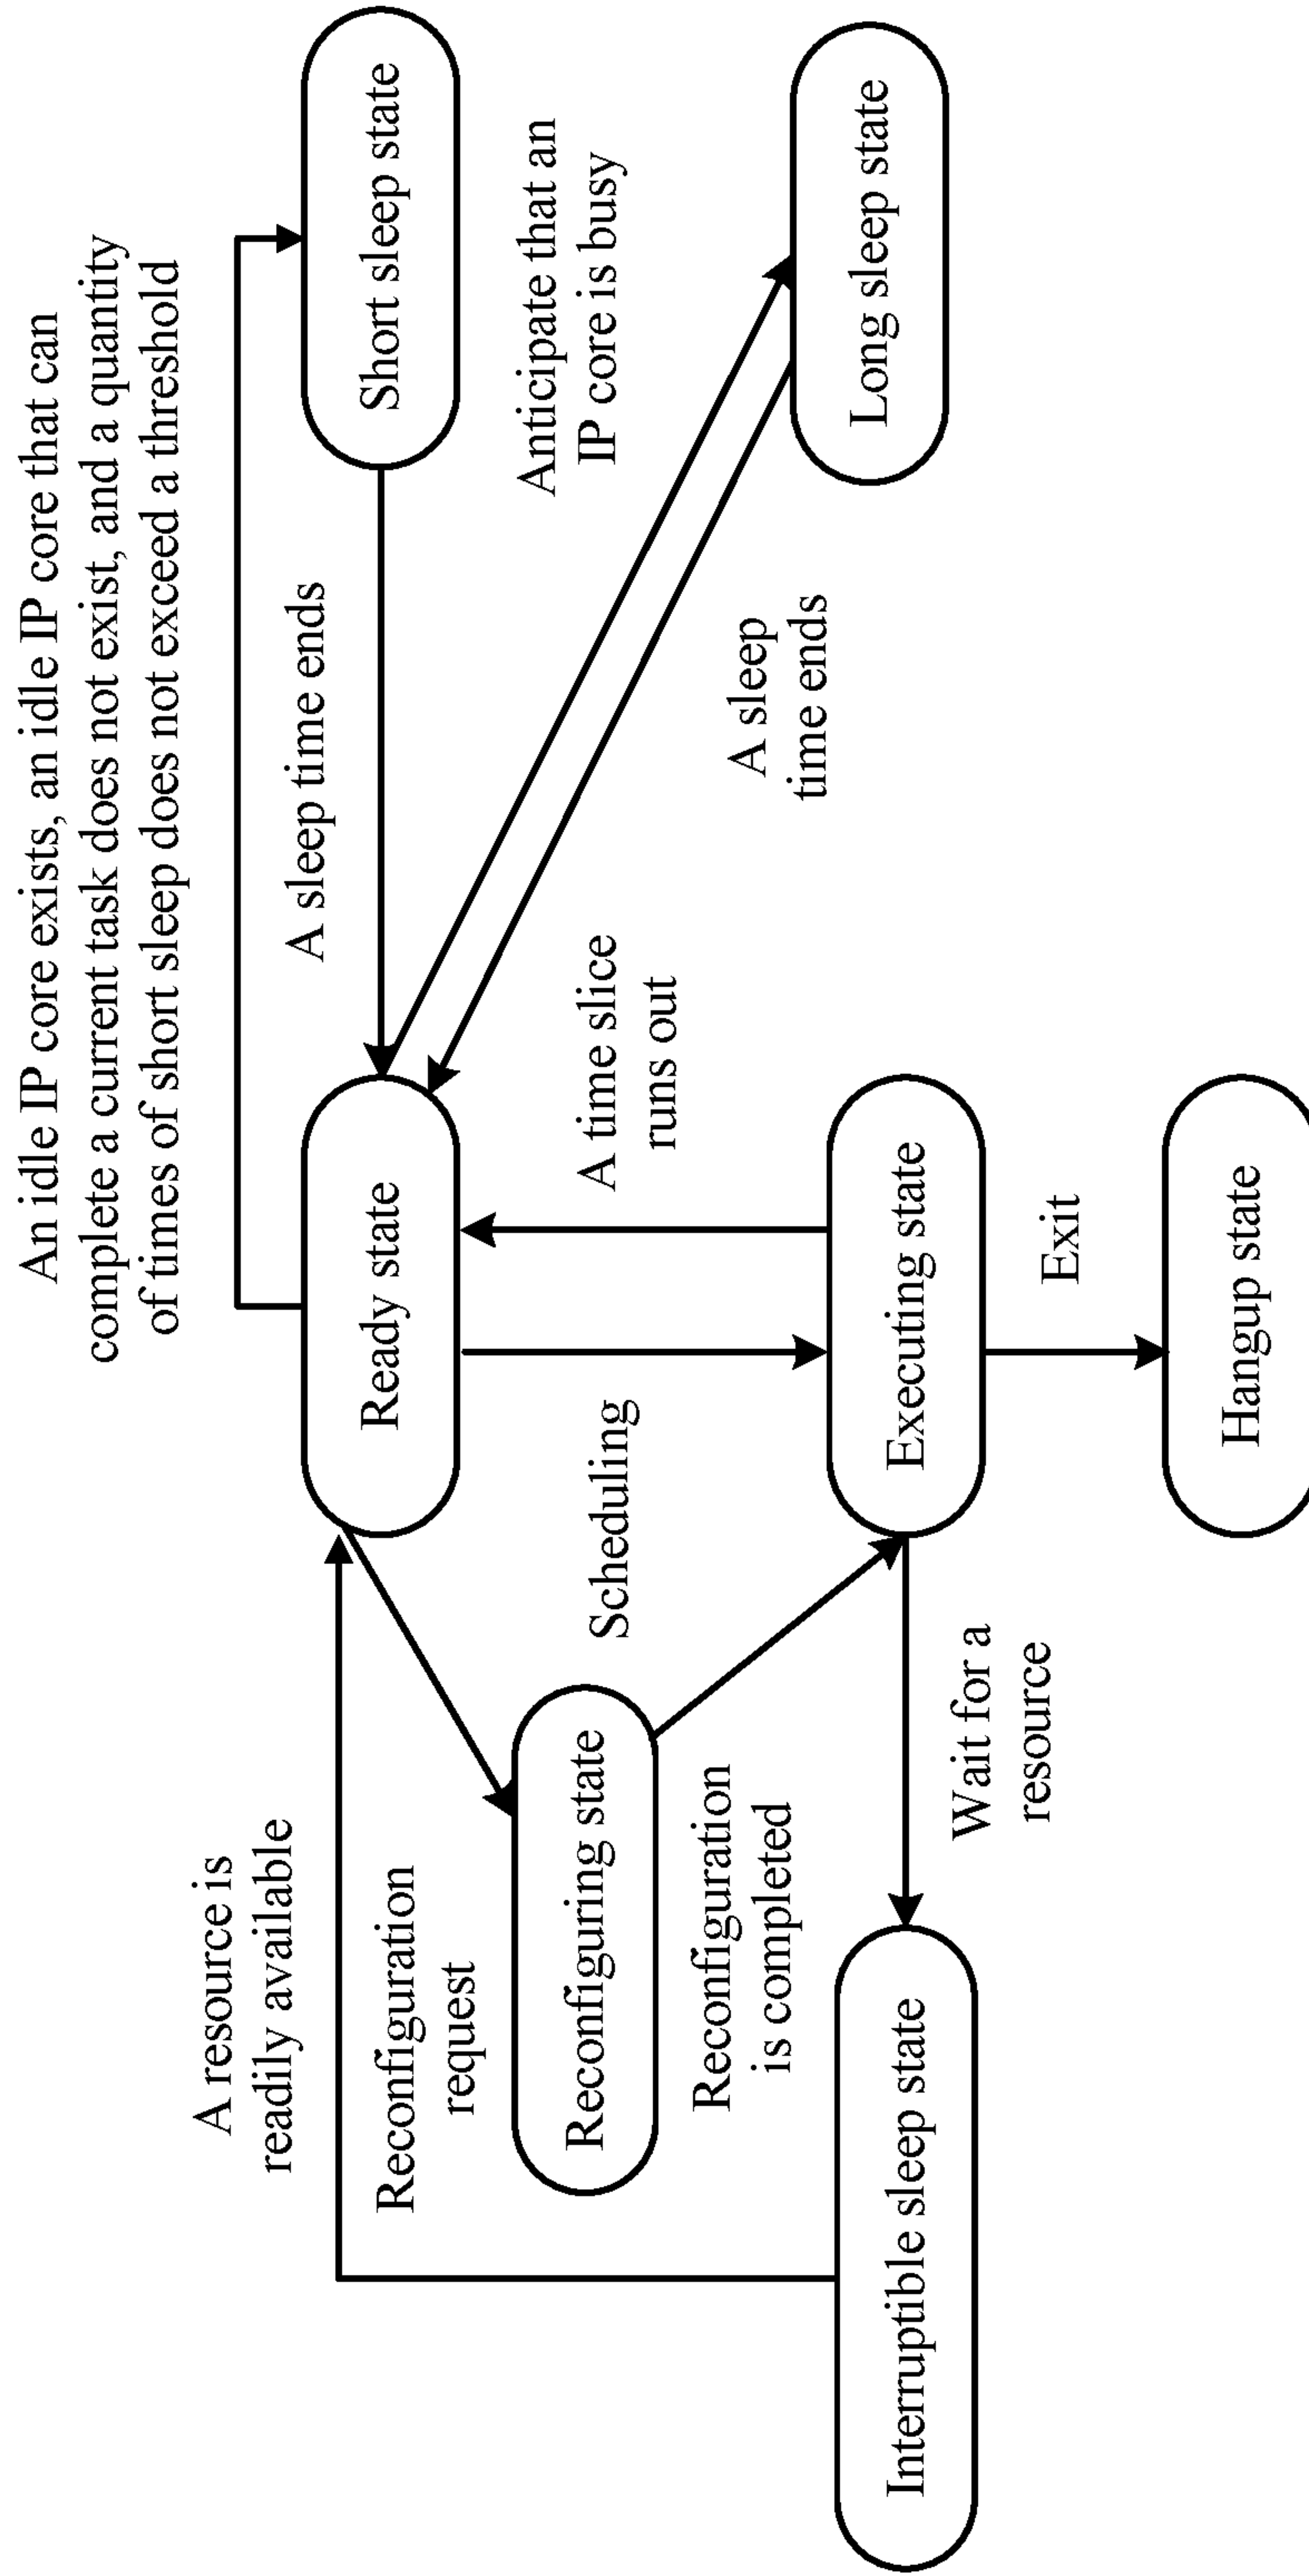 An idle IP core exists, an idle IP core that can
complete a current task does not exist, and a quantity
of times of short sleep does not exceed a threshold
A resource is
readily available
Ready state
A sleep time ends
Short sleep state
Reconfiguration
request
Reconfiguring state
Scheduling
A time slice
runs out
Anticipate that an
IP core is busy
Reconfiguration
is completed
A sleep
time ends
Long sleep state
Interruptible sleep state
Executing state
Wait for a
resource
Exit
Hangup state